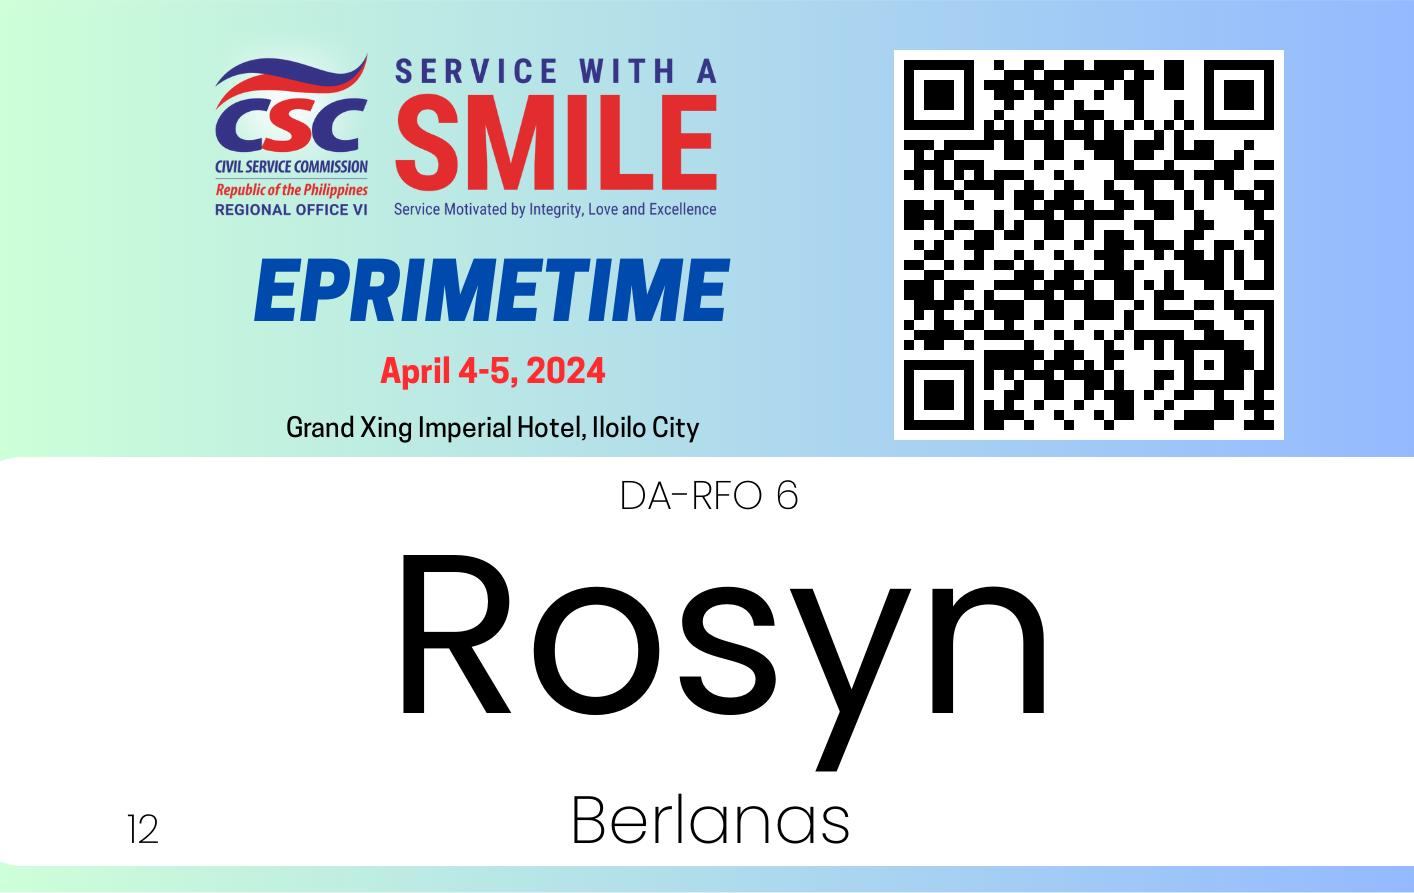 CSC
CIVIL SERVICE COMMISSION
Republic of the Philippines
REGIONAL OFFICE VI
SERVICE WITH A
SMILE
Service Motivated by Integrity, Love and Excellence
EPRIMETIME
April 4-5, 2024
Grand Xing Imperial Hotel, Iloilo City
DA-RFO 6
Rosyn
Berlanas
12